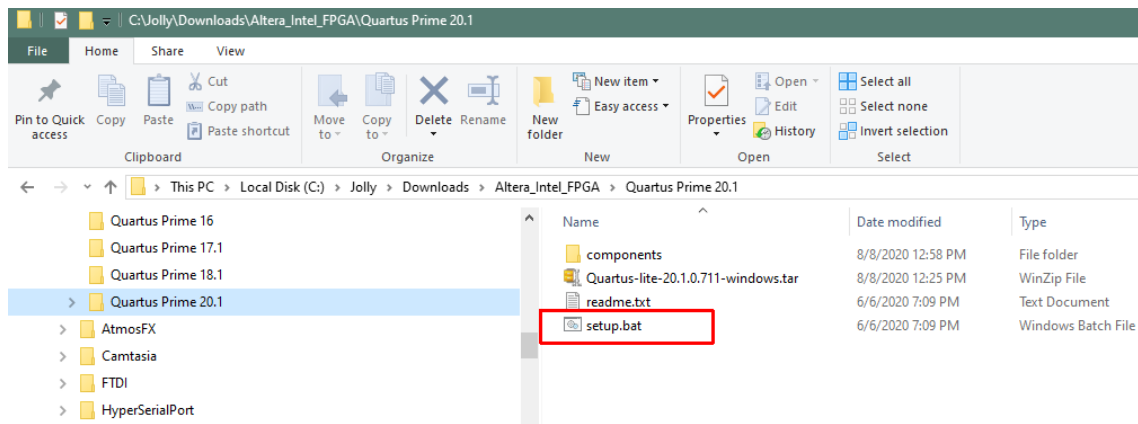 C:\Jolly\Downloads\Altera_Intel_FPGA\Quartus Prime 20.1
File Home Share View
Pin to Quick access
Copy
Paste
Cut
Copy path
Paste shortcut
Clipboard
Move to
Copy to
Delete
Rename
Organize
New folder
New item
Easy access
New
Properties
Open
Edit
History
Open
Select all
Select none
Invert selection
Select
This PC > Local Disk (C:) > Jolly > Downloads > Altera_Intel_FPGA > Quartus Prime 20.1
Quartus Prime 16
Quartus Prime 17.1
Quartus Prime 18.1
Quartus Prime 20.1
AtmosFX
Camtasia
FTDI
HyperSerialPort
Name Date modified Type
components 8/8/2020 12:58 PM File folder
Quartus-lite-20.1.0.711-windows.tar 8/8/2020 12:25 PM WinZip File
readme.txt 6/6/2020 7:09 PM Text Document
setup.bat 6/6/2020 7:09 PM Windows Batch File